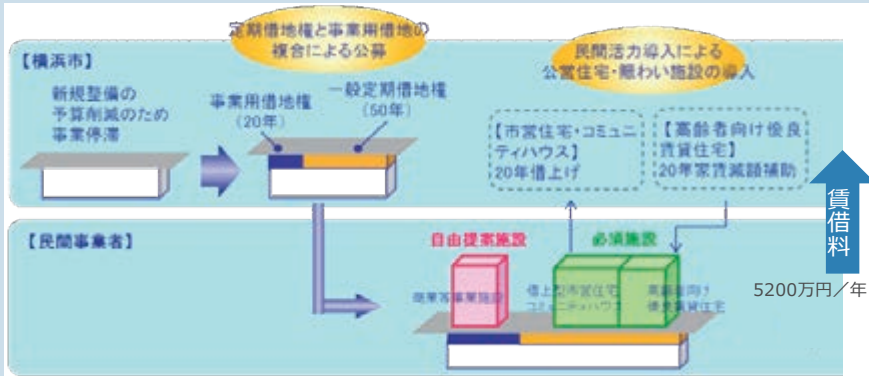 定期借地権と事業用借地の
複合による公募
民間活力導入による
公営住宅・賑わい施設の導入
【横浜市】
新規整備の
予算削減のため
事業停滞
事業用借地権
(20年)
一般定期借地権
(50年)
【市営住宅・コミュニ
ティハウス】
20年借上げ
【高齢者向け優良
賃貸住宅】
20年家賃減額補助
賃借料
5200万円／年
【民間事業者】
自由提案施設
必須施設
商業等事業施設
借上型市営住宅
コミュニティハウス
高齢者向け
優良賃貸住宅